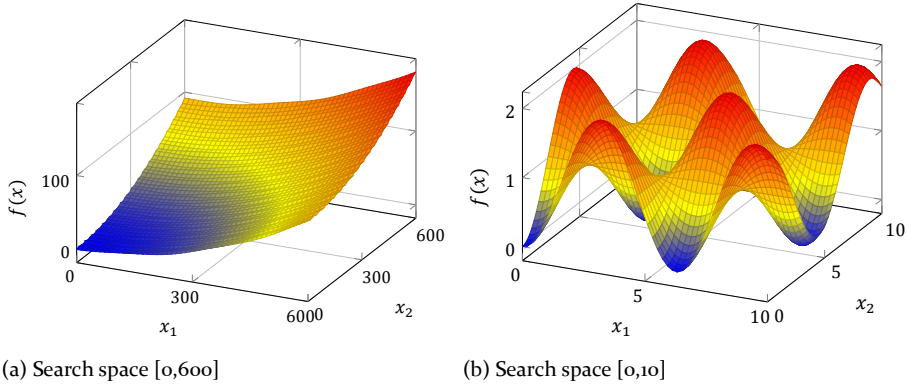 100
0
f(x)
0
300
600
x₁
0
300
600
x₂
2
1
0
f(x)
0
5
10
x₁
0
5
10
x₂
(a) Search space [0,600]
(b) Search space [0,10]